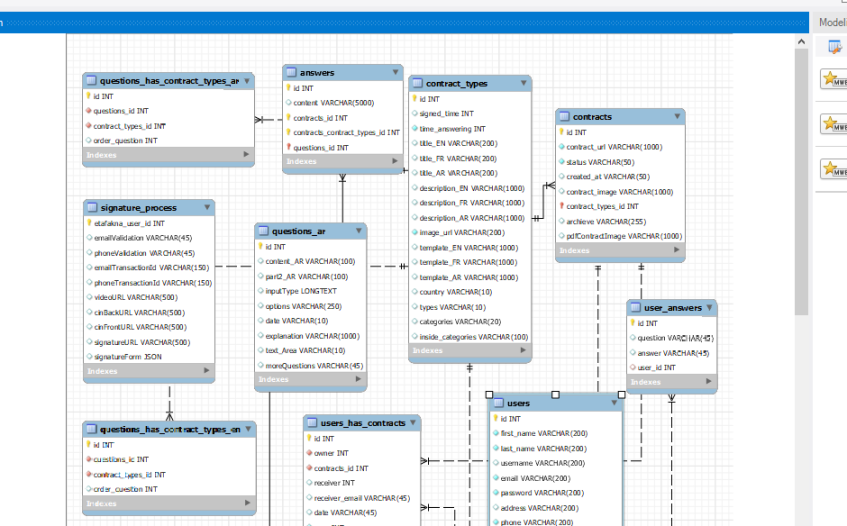 Modeli
questions_has_contract_types_ar
id INT
questions_id INT
contract_types_id INT
order_question INT
Indexes
answers
id INT
content VARCHAR(5000)
contracts_id INT
contracts_contract_types_id INT
questions_id INT
Indexes
contract_types
id INT
signed_time INT
time_answering INT
title_EN VARCHAR(200)
title_FR VARCHAR(200)
title_AR VARCHAR(200)
description_EN VARCHAR(1000)
description_FR VARCHAR(1000)
description_AR VARCHAR(1000)
image_url VARCHAR(200)
template_EN VARCHAR(1000)
template_FR VARCHAR(1000)
template_AR VARCHAR(1000)
country VARCHAR(10)
types VARCHAR(10)
categories VARCHAR(20)
inside_categories VARCHAR(100)
Indexes
contracts
id INT
contract_url VARCHAR(1000)
status VARCHAR(50)
created_at VARCHAR(50)
contract_image VARCHAR(1000)
contract_types_id INT
archieve VARCHAR(255)
pdfContractImage VARCHAR(1000)
Indexes
signature_process
etafakna_user_id INT
emailValidation VARCHAR(45)
phoneValidation VARCHAR(45)
emailTransactionId VARCHAR(150)
phoneTransactionId VARCHAR(150)
videoURL VARCHAR(500)
cinBackURL VARCHAR(500)
cinFrontURL VARCHAR(500)
signatureURL VARCHAR(500)
signatureForm JSON
Indexes
questions_ar
id INT
content_AR VARCHAR(100)
part2_AR VARCHAR(100)
inputType LONGTEXT
options VARCHAR(250)
date VARCHAR(10)
explanation VARCHAR(1000)
text_Area VARCHAR(10)
moreQuestions VARCHAR(45)
Indexes
user_answers
id INT
question VARCHAR(45)
answer VARCHAR(45)
user_id INT
Indexes
questions_has_contract_types_en
id INT
questions_id INT
contract_types_id INT
order_question INT
Indexes
users_has_contracts
id INT
owner INT
contracts_id INT
receiver INT
receiver_email VARCHAR(45)
date VARCHAR(45)
users
id INT
first_name VARCHAR(200)
last_name VARCHAR(200)
username VARCHAR(200)
email VARCHAR(200)
password VARCHAR(200)
address VARCHAR(200)
phone VARCHAR(200)